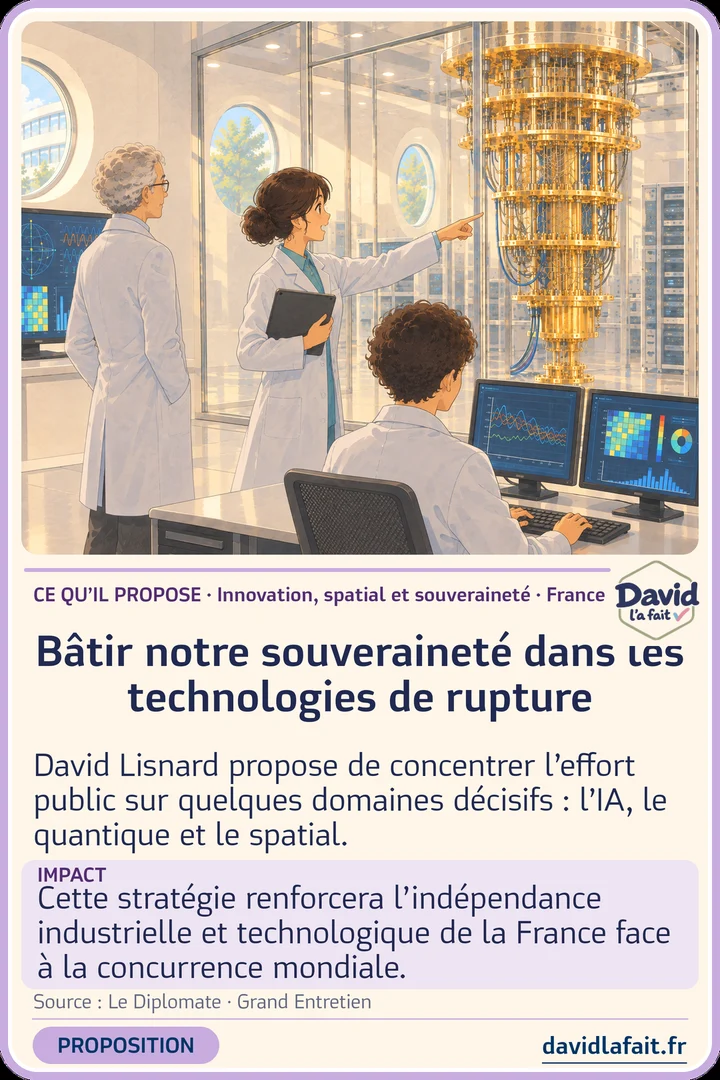 CE QU'IL PROPOSE · Innovation, spatial et souveraineté · France
David
l'a fait
Bâtir notre souveraineté dans les
technologies de rupture
David Lisnard propose de concentrer l'effort
public sur quelques domaines décisifs : l'IA, le
quantique et le spatial.
IMPACT
Cette stratégie renforcera l'indépendance
industrielle et technologique de la France face
à la concurrence mondiale.
Source : Le Diplomate · Grand Entretien
PROPOSITION
davidlafait.fr